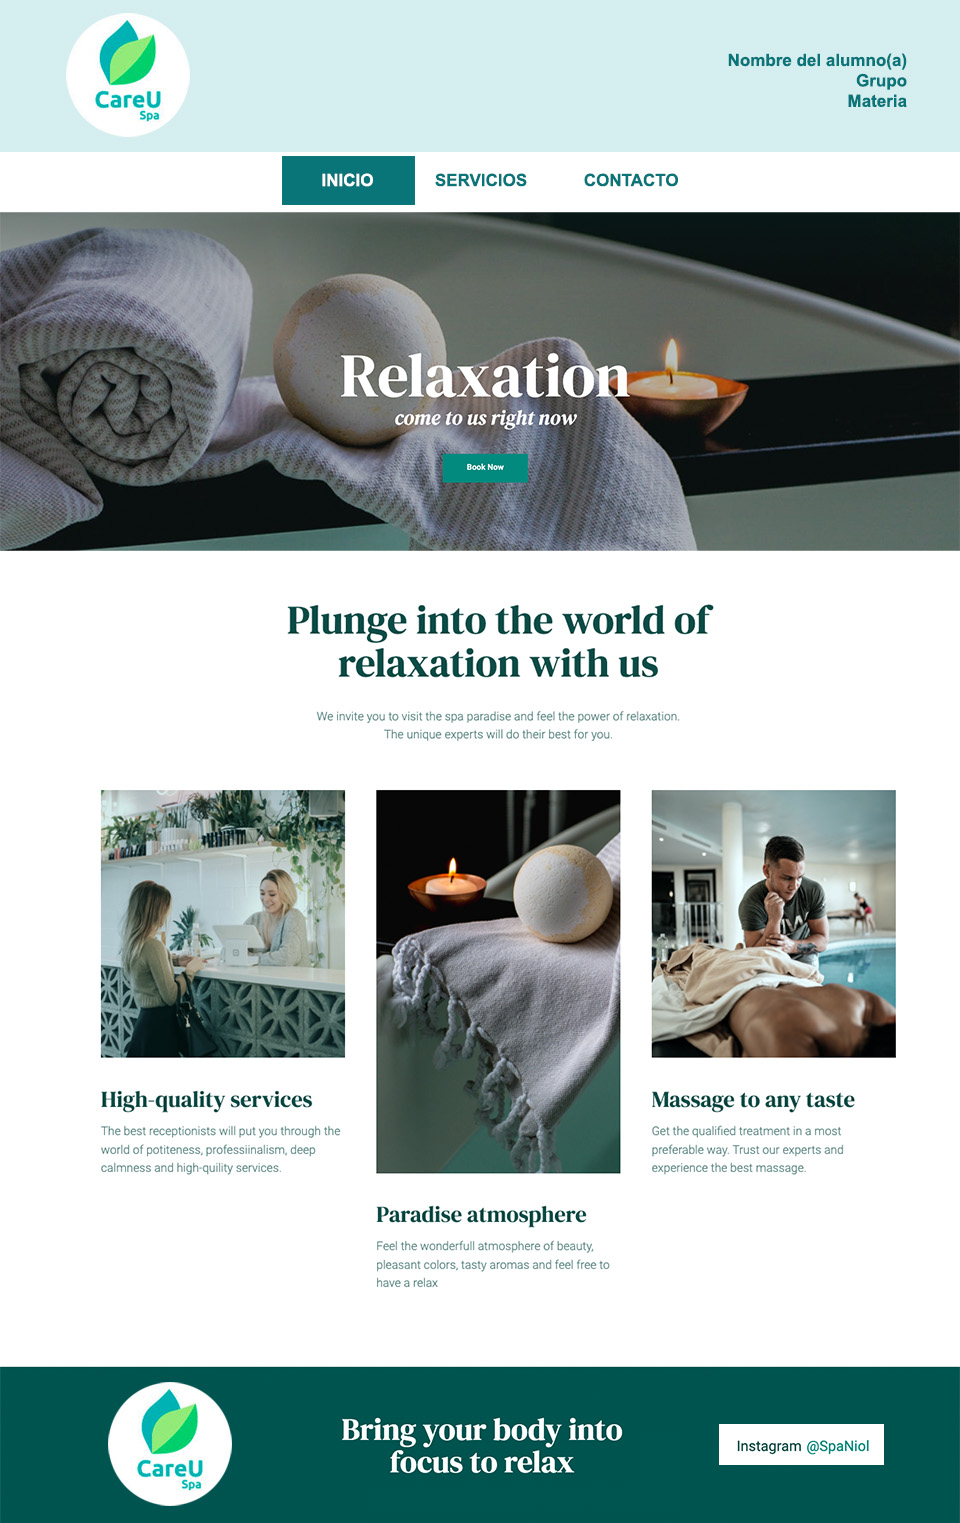 CareU
Spa
Nombre del alumno(a)
Grupo
Materia
INICIO
SERVICIOS
CONTACTO
Relaxation
come to us right now
Book Now
Plunge into the world of
relaxation with us
We invite you to visit the spa paradise and feel the power of relaxation.
The unique experts will do their best for you.
High-quality services
The best receptionists will put you through the
world of potiteness, professiinalism, deep
calmness and high-quility services.
Paradise atmosphere
Feel the wonderfull atmosphere of beauty,
pleasant colors, tasty aromas and feel free to
have a relax
Massage to any taste
Get the qualified treatment in a most
preferable way. Trust our experts and
experience the best massage.
CareU
Spa
Bring your body into
focus to relax
Instagram @SpaNiol